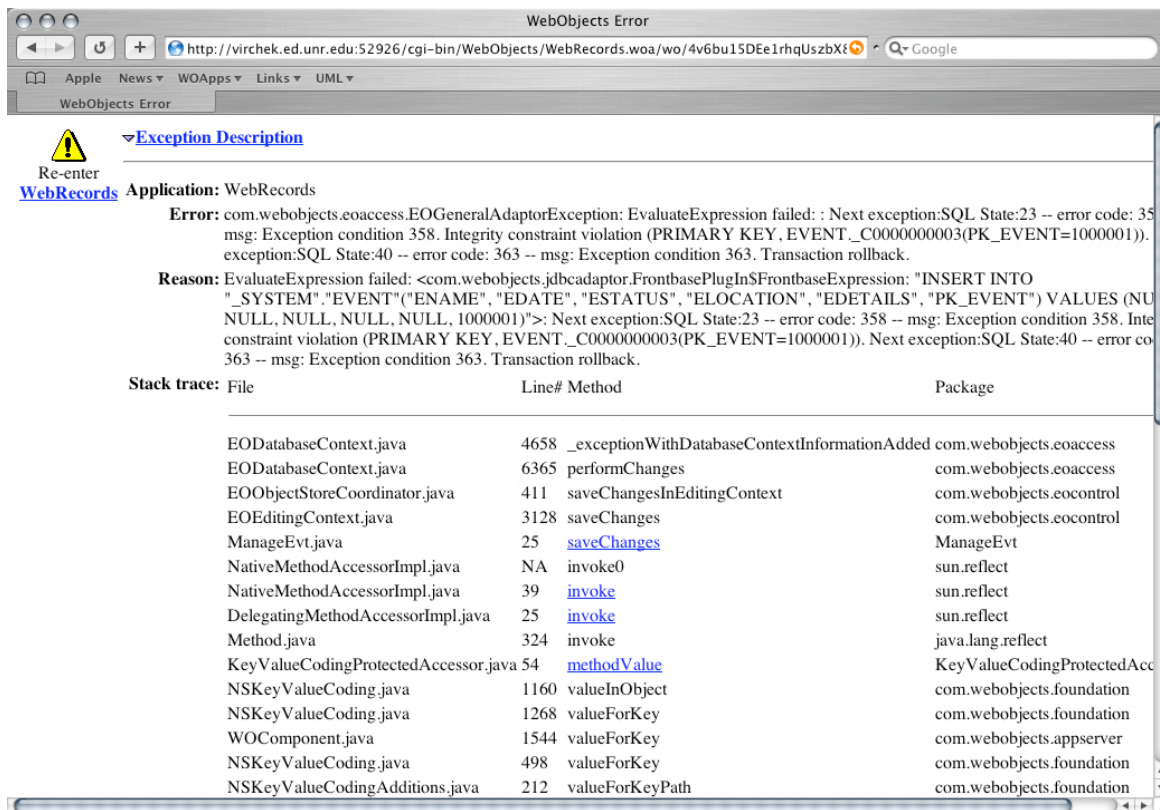 WebObjects Error
http://virchek.ed.unr.edu:52926/cgi-bin/WebObjects/WebRecords.woa/wo/4v6bu15DEe1rhqUszbX8
Google
Apple News WOApps Links UML
WebObjects Error
Exception Description
Re-enter
WebRecords
Application: WebRecords
Error: com.webobjects.eoaccess.EOGeneralAdaptorException: EvaluateExpression failed: : Next exception:SQL State:23 -- error code: 35
msg: Exception condition 358. Integrity constraint violation (PRIMARY KEY, EVENT._C0000000003(PK_EVENT=1000001)).
exception:SQL State:40 -- error code: 363 -- msg: Exception condition 363. Transaction rollback.
Reason: EvaluateExpression failed: <com.webobjects.jdbcadaptor.FrontbasePlugIn$FrontbaseExpression: "INSERT INTO
"_SYSTEM"."EVENT"("ENAME", "EDATE", "ESTATUS", "ELOCATION", "EDETAILS", "PK_EVENT") VALUES (NU
NULL, NULL, NULL, NULL, 1000001)">: Next exception:SQL State:23 -- error code: 358 -- msg: Exception condition 358. Inte
constraint violation (PRIMARY KEY, EVENT._C0000000003(PK_EVENT=1000001)). Next exception:SQL State:40 -- error co
363 -- msg: Exception condition 363. Transaction rollback.
Stack trace: File Line# Method Package
EODatabaseContext.java 4658 _exceptionWithDatabaseContextInformationAdded com.webobjects.eoaccess
EODatabaseContext.java 6365 performChanges com.webobjects.eoaccess
EOObjectStoreCoordinator.java 411 saveChangesInEditingContext com.webobjects.eocontrol
EOEditingContext.java 3128 saveChanges com.webobjects.eocontrol
ManageEvt.java 25 saveChanges ManageEvt
NativeMethodAccessorImpl.java NA invoke0 sun.reflect
NativeMethodAccessorImpl.java 39 invoke sun.reflect
DelegatingMethodAccessorImpl.java 25 invoke sun.reflect
Method.java 324 invoke java.lang.reflect
KeyValueCodingProtectedAccessor.java 54 methodValue KeyValueCodingProtectedAcc
NSKeyValueCoding.java 1160 valueInObject com.webobjects.foundation
NSKeyValueCoding.java 1268 valueForKey com.webobjects.foundation
WOComponent.java 1544 valueForKey com.webobjects.appserver
NSKeyValueCoding.java 498 valueForKey com.webobjects.foundation
NSKeyValueCodingAdditions.java 212 valueForKeyPath com.webobjects.foundation